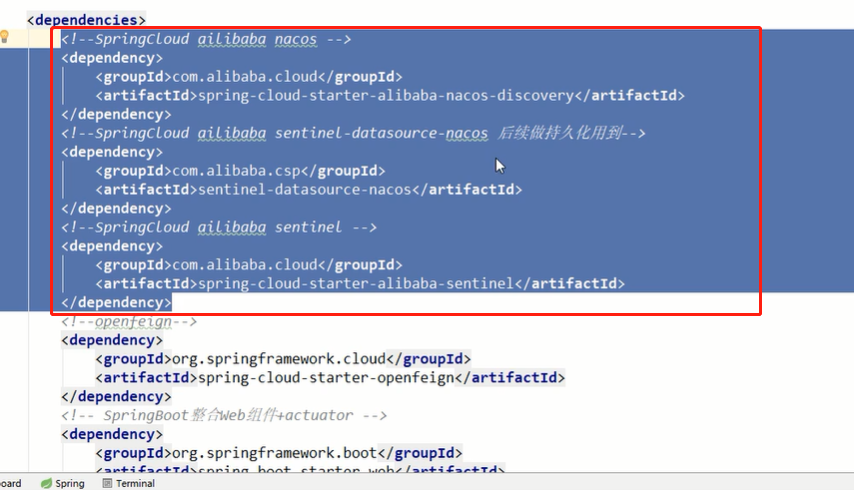 <dependencies>
<!--SpringCloud ailibaba nacos -->
<dependency>
<groupId>com.alibaba.cloud</groupId>
<artifactId>spring-cloud-starter-alibaba-nacos-discovery</artifactId>
</dependency>
<!--SpringCloud ailibaba sentinel-datasource-nacos 后续做持久化用到-->
<dependency>
<groupId>com.alibaba.csp</groupId>
<artifactId>sentinel-datasource-nacos</artifactId>
</dependency>
<!--SpringCloud ailibaba sentinel -->
<dependency>
<groupId>com.alibaba.cloud</groupId>
<artifactId>spring-cloud-starter-alibaba-sentinel</artifactId>
</dependency>
<!--openfeign-->
<dependency>
<groupId>org.springframework.cloud</groupId>
<artifactId>spring-cloud-starter-openfeign</artifactId>
</dependency>
<!-- SpringBoot整合Web组件+actuator -->
<dependency>
<groupId>org.springframework.boot</groupId>
<artifactId>spring-boot-starter-web</artifactId>
oard Spring Terminal